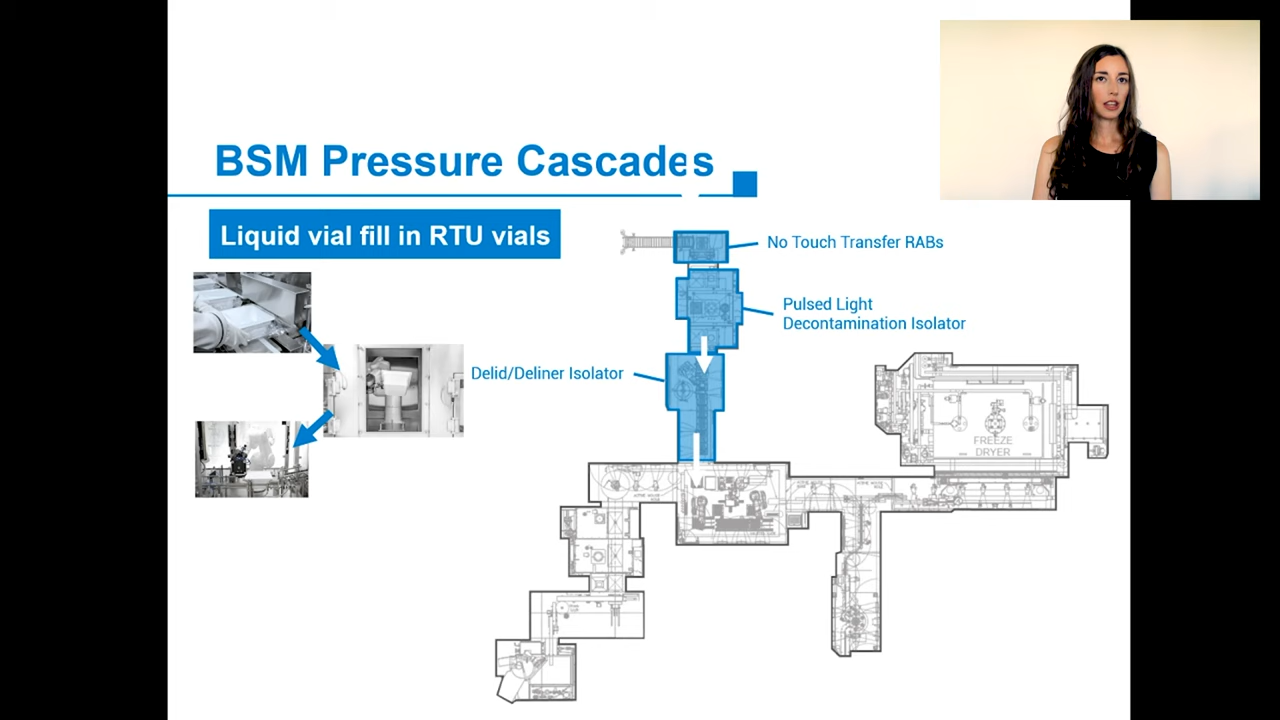 BSM Pressure Cascades
Liquid vial fill in RTU vials
No Touch Transfer RABs
Pulsed Light
Decontamination Isolator
Delid/Deliner Isolator
FREEZE
DRYER